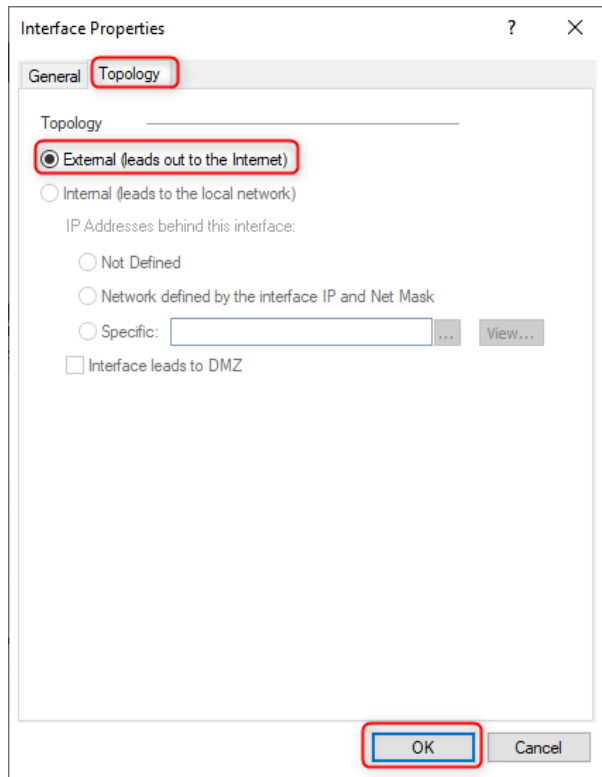 Interface Properties ?
General Topology
Topology
External (leads out to the Internet)
Internal (leads to the local network)
IP Addresses behind this interface:
Not Defined
Network defined by the interface IP and Net Mask
Specific: ... View...
Interface leads to DMZ
OK Cancel